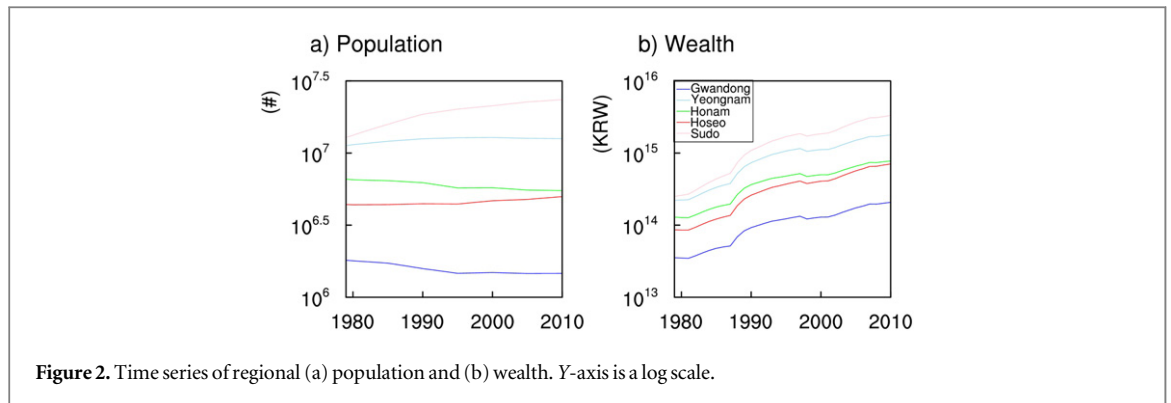 a) Population
(#)
10^7.5
10^7
10^6.5
10^6
1980 1990 2000 2010
b) Wealth
(KRW)
10^16
10^15
10^14
10^13
Gwandong
Yeongnam
Honam
Hoseo
Sudo
1980 1990 2000 2010
Figure 2. Time series of regional (a) population and (b) wealth. Y-axis is a log scale.